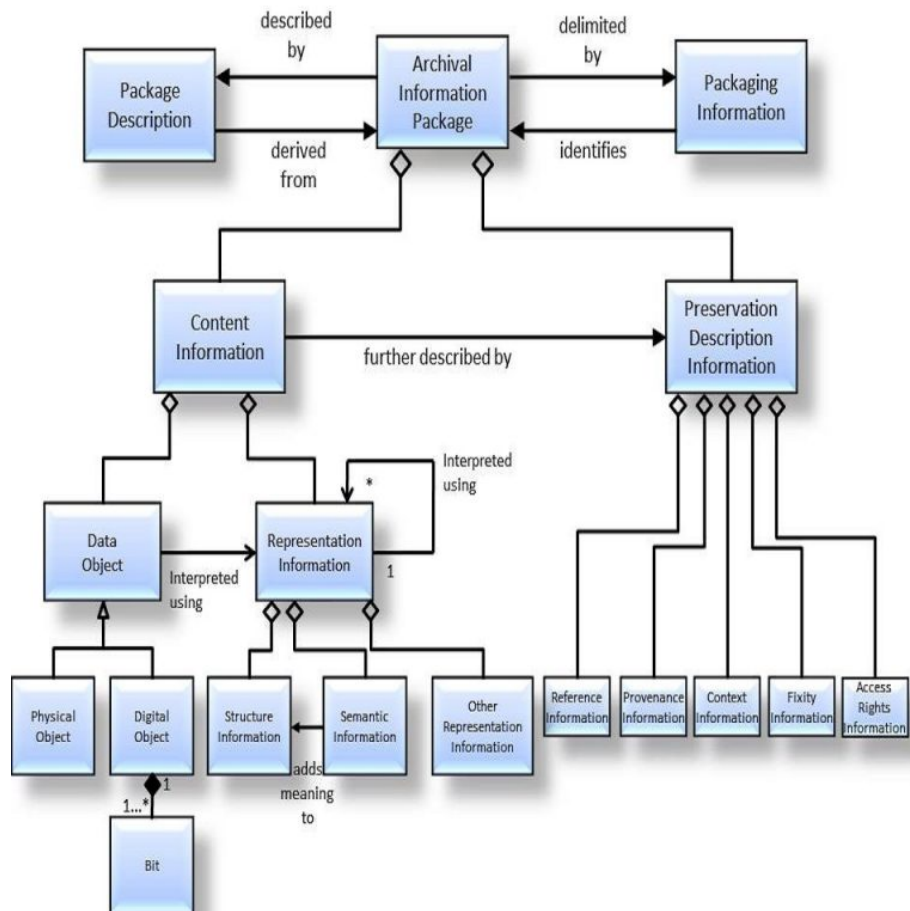 described
by
delimited
by
Package
Description
Archival
Information
Package
Packaging
Information
derived
from
identifies
Content
Information
further described by
Preservation
Description
Information
Interpreted
using
*
Data
Object
Interpreted
using
Representation
Information
1
Physical
Object
Digital
Object
Structure
Information
Semantic
Information
adds
meaning
to
Other
Representation
Information
Reference
Information
Provenance
Information
Context
Information
Fixity
Information
Access
Rights
Information
1
1...*
Bit